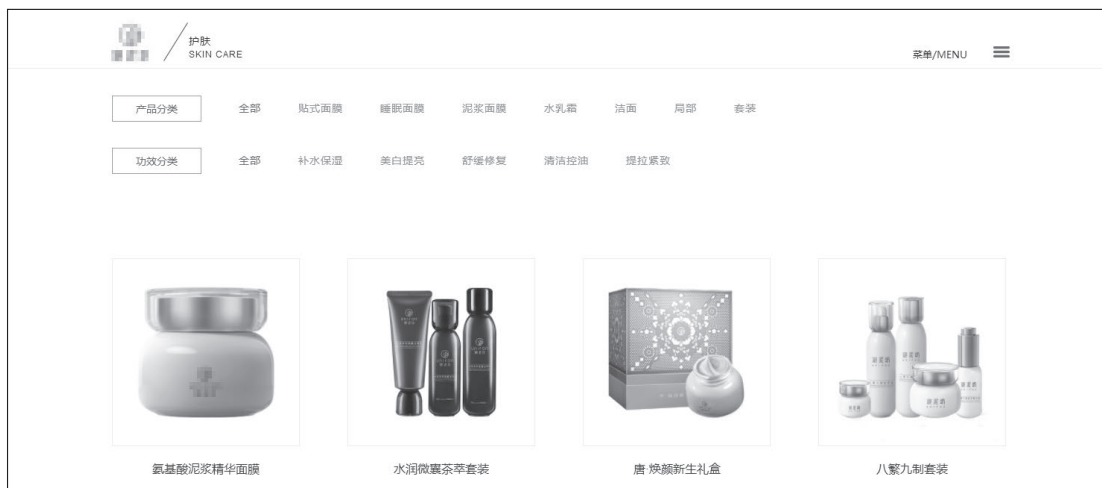 护肤
SKIN CARE
菜单/MENU
产品分类 全部 贴式面膜 睡眠面膜 泥浆面膜 水乳霜 洁面 局部 套装
功效分类 全部 补水保湿 美白提亮 舒缓修复 清洁控油 提拉紧致
氨基酸泥浆精华面膜 水润微囊茶萃套装 唐·焕颜新生礼盒 八繁九制套装